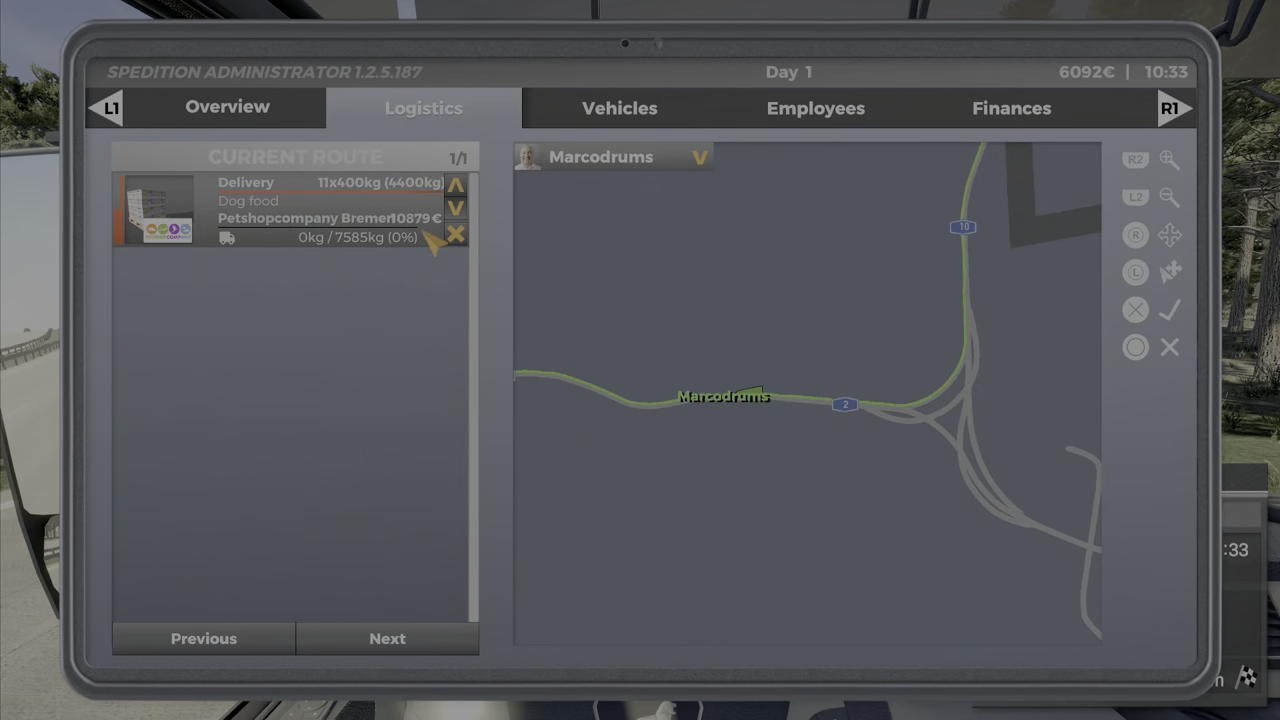 SPEDITION ADMINISTRATOR 1.2.5.187
Day 1
6092€ | 10:33
L1
Overview
Logistics
Vehicles
Employees
Finances
R1
CURRENT ROUTE
1/1
Delivery 11x400kg (4400kg)
Dog food
Petshopcompany Bremen 10879€
0kg / 7585kg (0%)
Previous
Next
Marcodrums
10
Marcodrums
2
R2
L2
R
L
:33